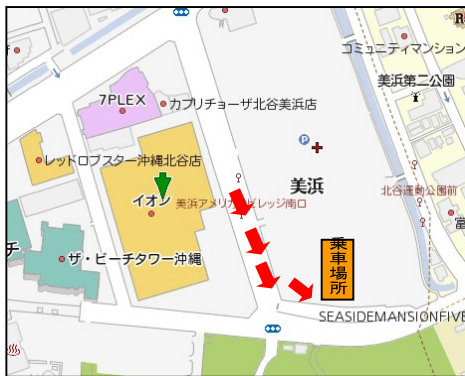 R
コミュニティマンション
美浜第二公園
7PLEX
カプリチョーザ北谷美浜店
P
レッドロブスター沖縄北谷店
イオン
美浜アメリカビレッジ南口
美浜
北谷運動公園前
チ
ザ・ビーチタワー沖縄
乗車場所
富
SEASIDEMANSIONFIVE